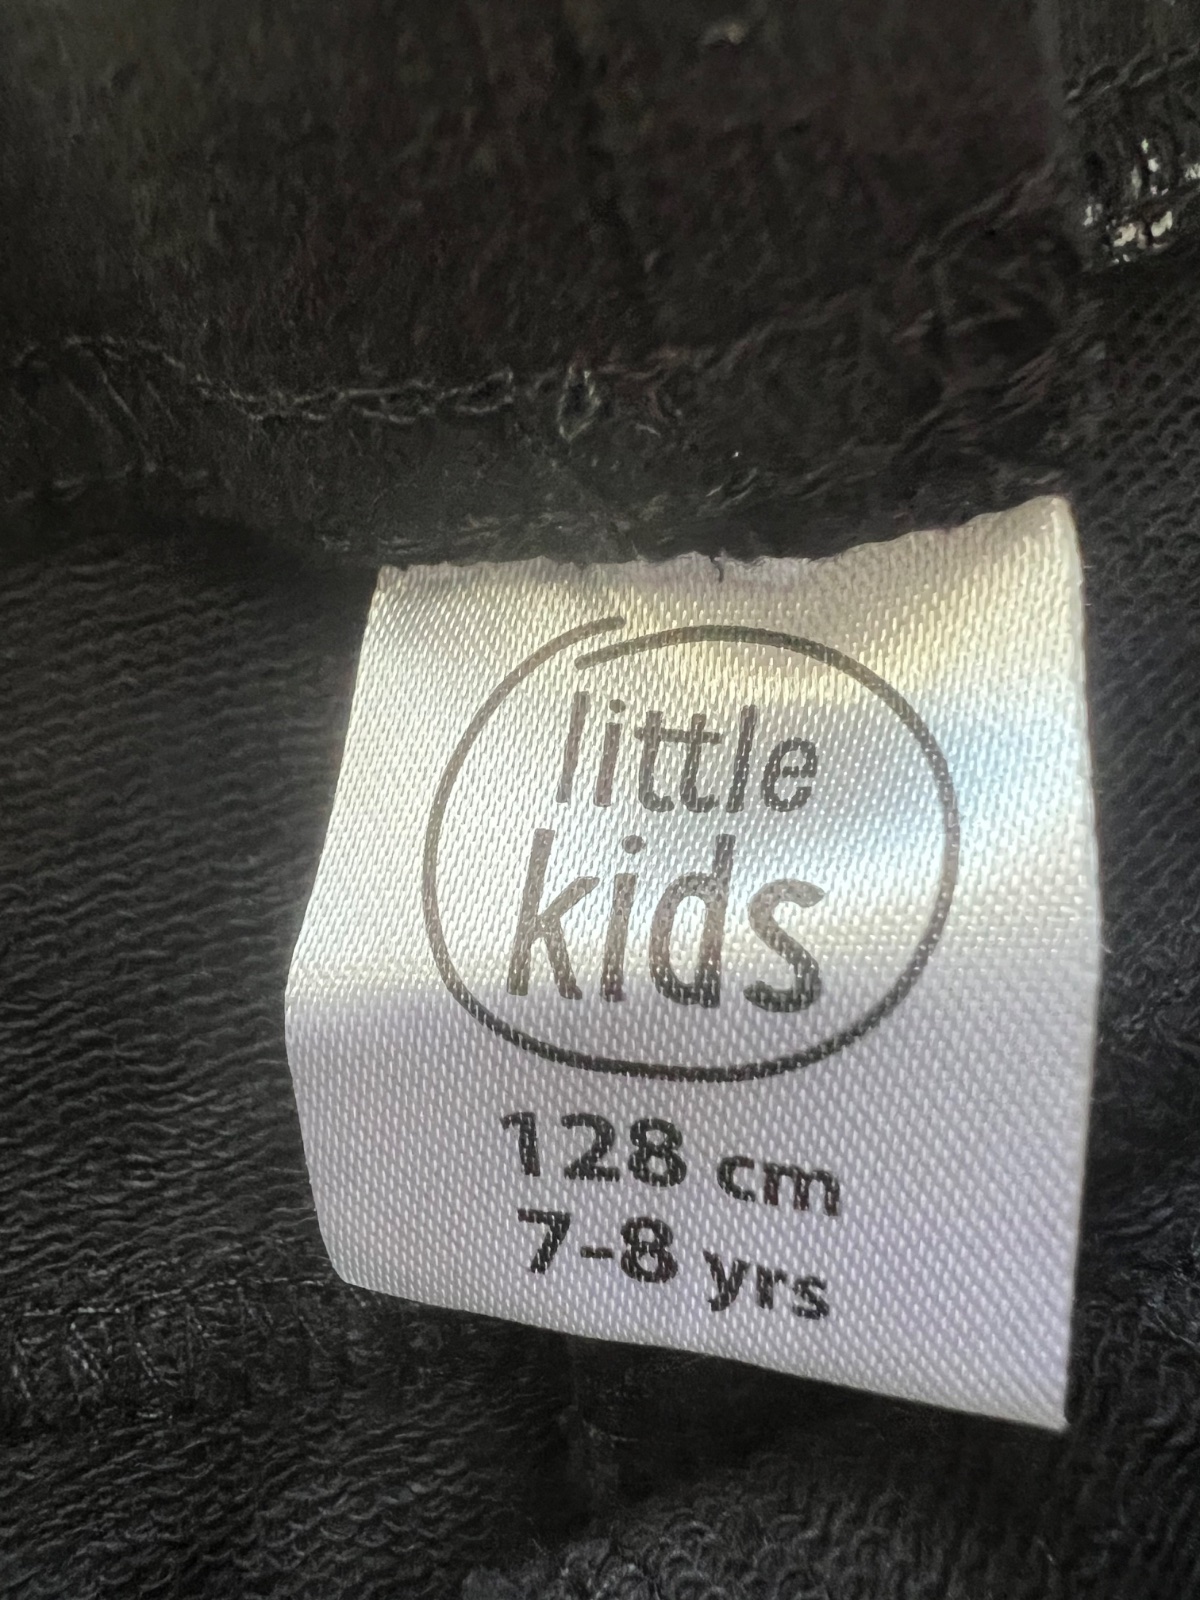 little
kids
128 cm
7-8 yrs